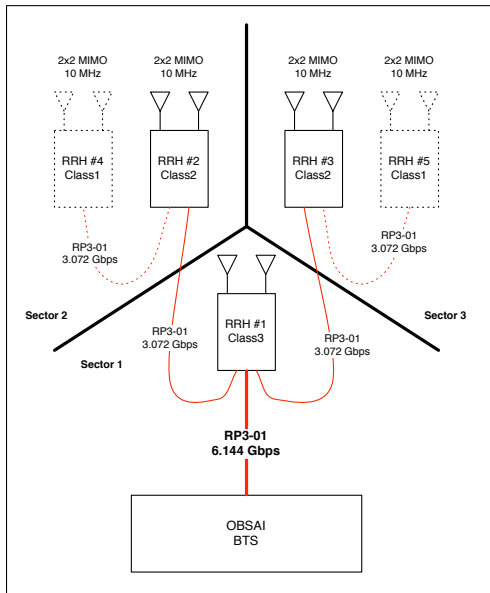 2x2 MIMO
10 MHz
2x2 MIMO
10 MHz
2x2 MIMO
10 MHz
2x2 MIMO
10 MHz
RRH #4
Class1
RRH #2
Class2
RRH #3
Class2
RRH #5
Class1
RP3-01
3.072 Gbps
RP3-01
3.072 Gbps
Sector 2
Sector 3
RRH #1
Class3
RP3-01
3.072 Gbps
RP3-01
3.072 Gbps
Sector 1
RP3-01
6.144 Gbps
OBSAI
BTS